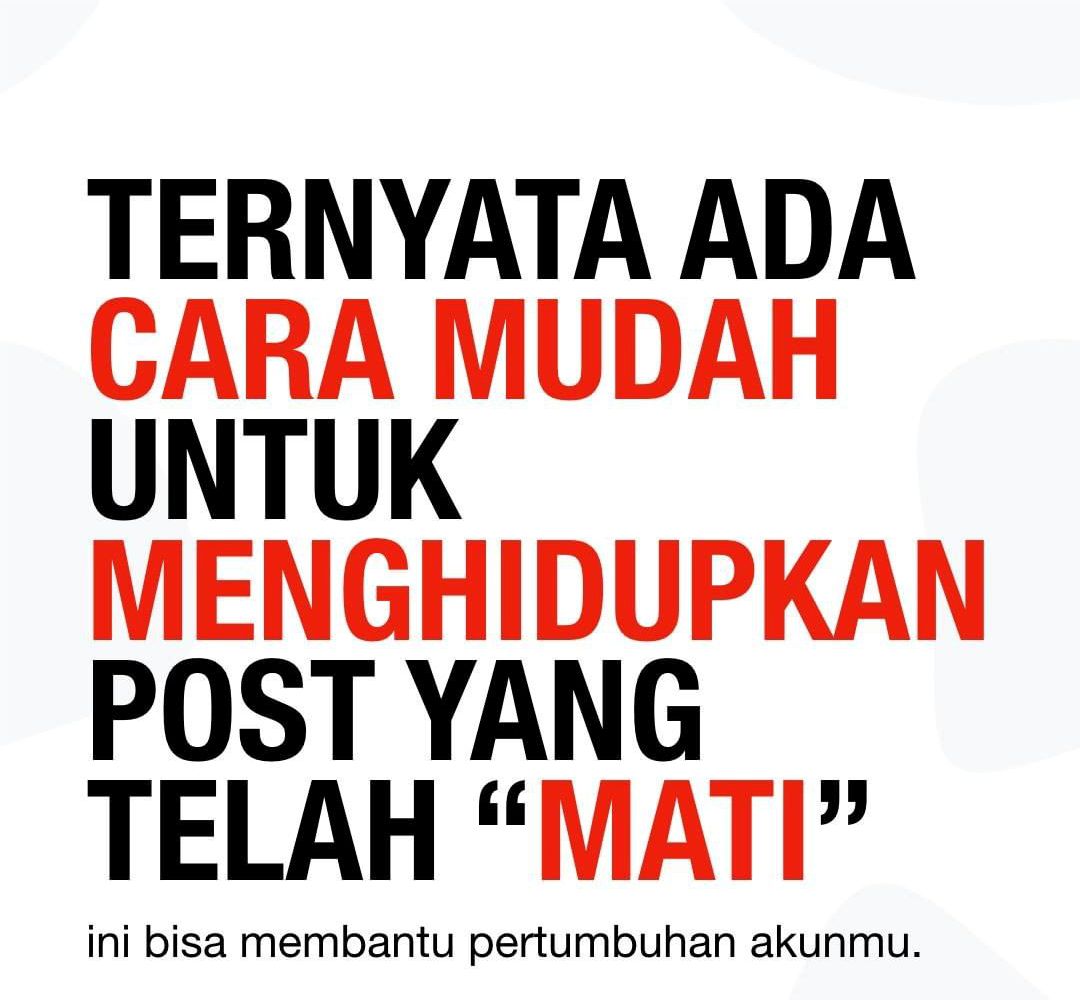 TERNYATA ADA
CARA MUDAH
UNTUK
MENGHIDUPKAN
POST YANG
TELAH “MATI”
ini bisa membantu pertumbuhan akunmu.